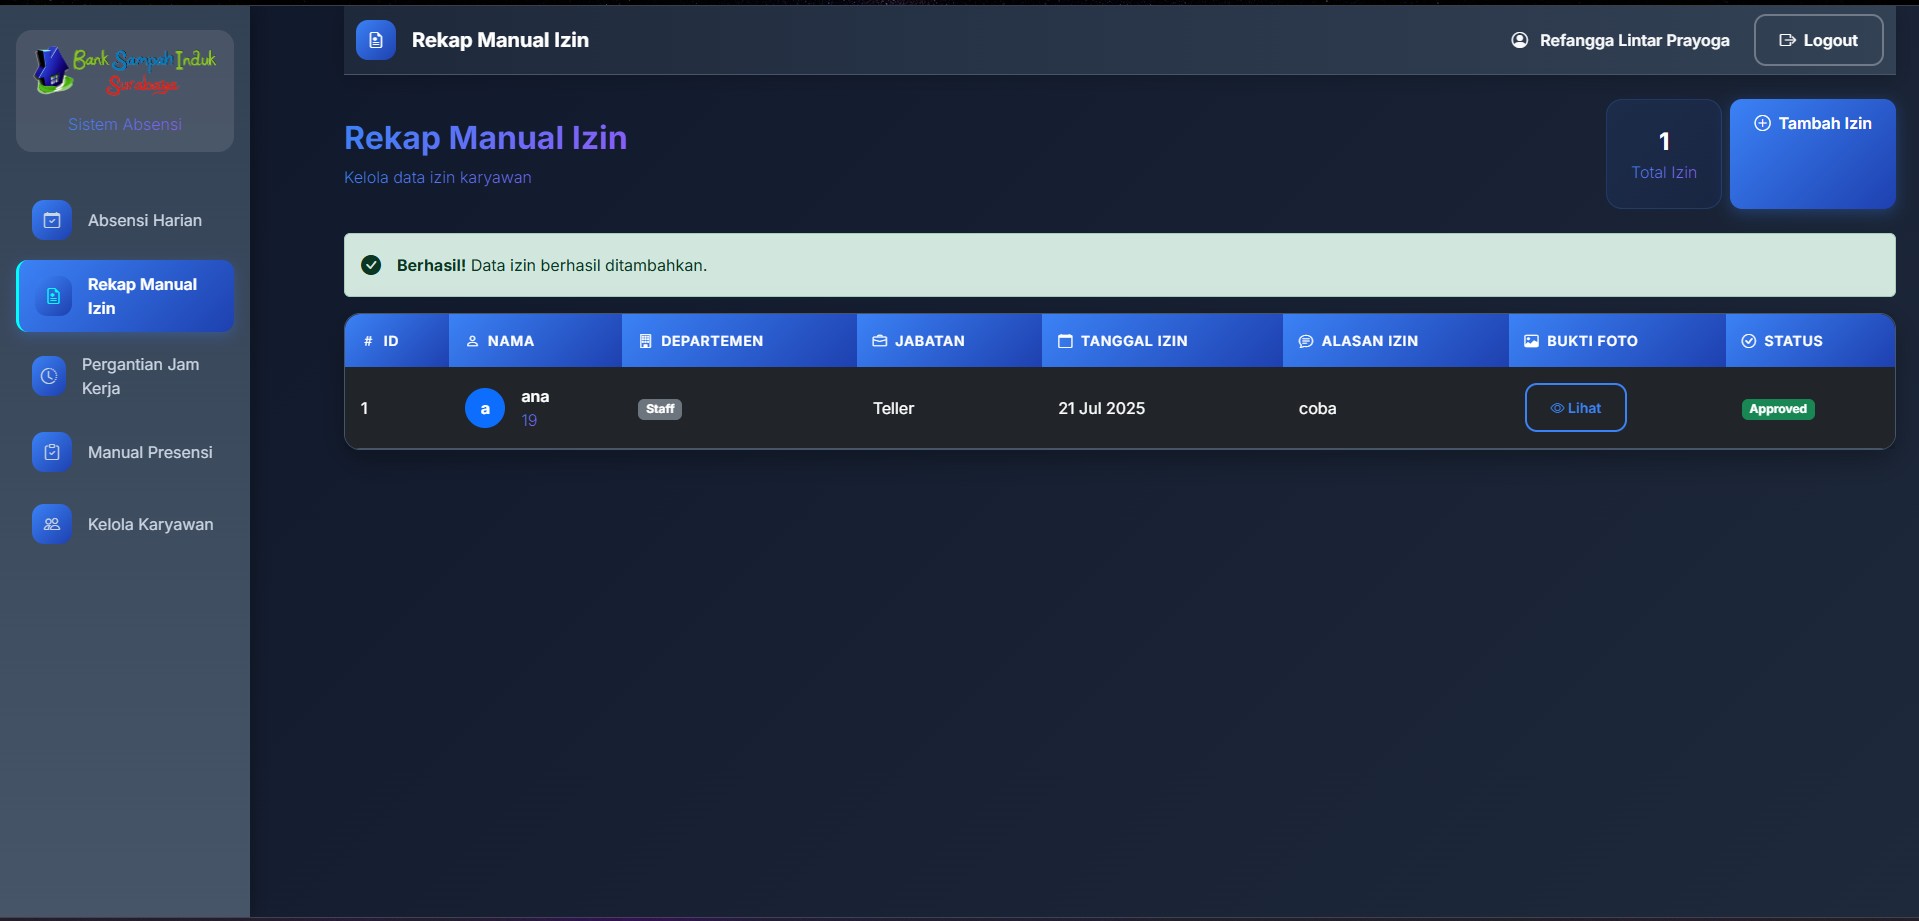 Bank Sampah Induk
Surabaya
Sistem Absensi
Absensi Harian
Rekap Manual
Izin
Pergantian Jam
Kerja
Manual Presensi
Kelola Karyawan
Rekap Manual Izin
Refangga Lintar Prayoga
Logout
Rekap Manual Izin
Kelola data izin karyawan
1
Total Izin
Tambah Izin
Berhasil! Data izin berhasil ditambahkan.
# ID NAMA DEPARTEMEN JABATAN TANGGAL IZIN ALASAN IZIN BUKTI FOTO STATUS
1 a ana Staff Teller 21 Jul 2025 coba Lihat Approved
19